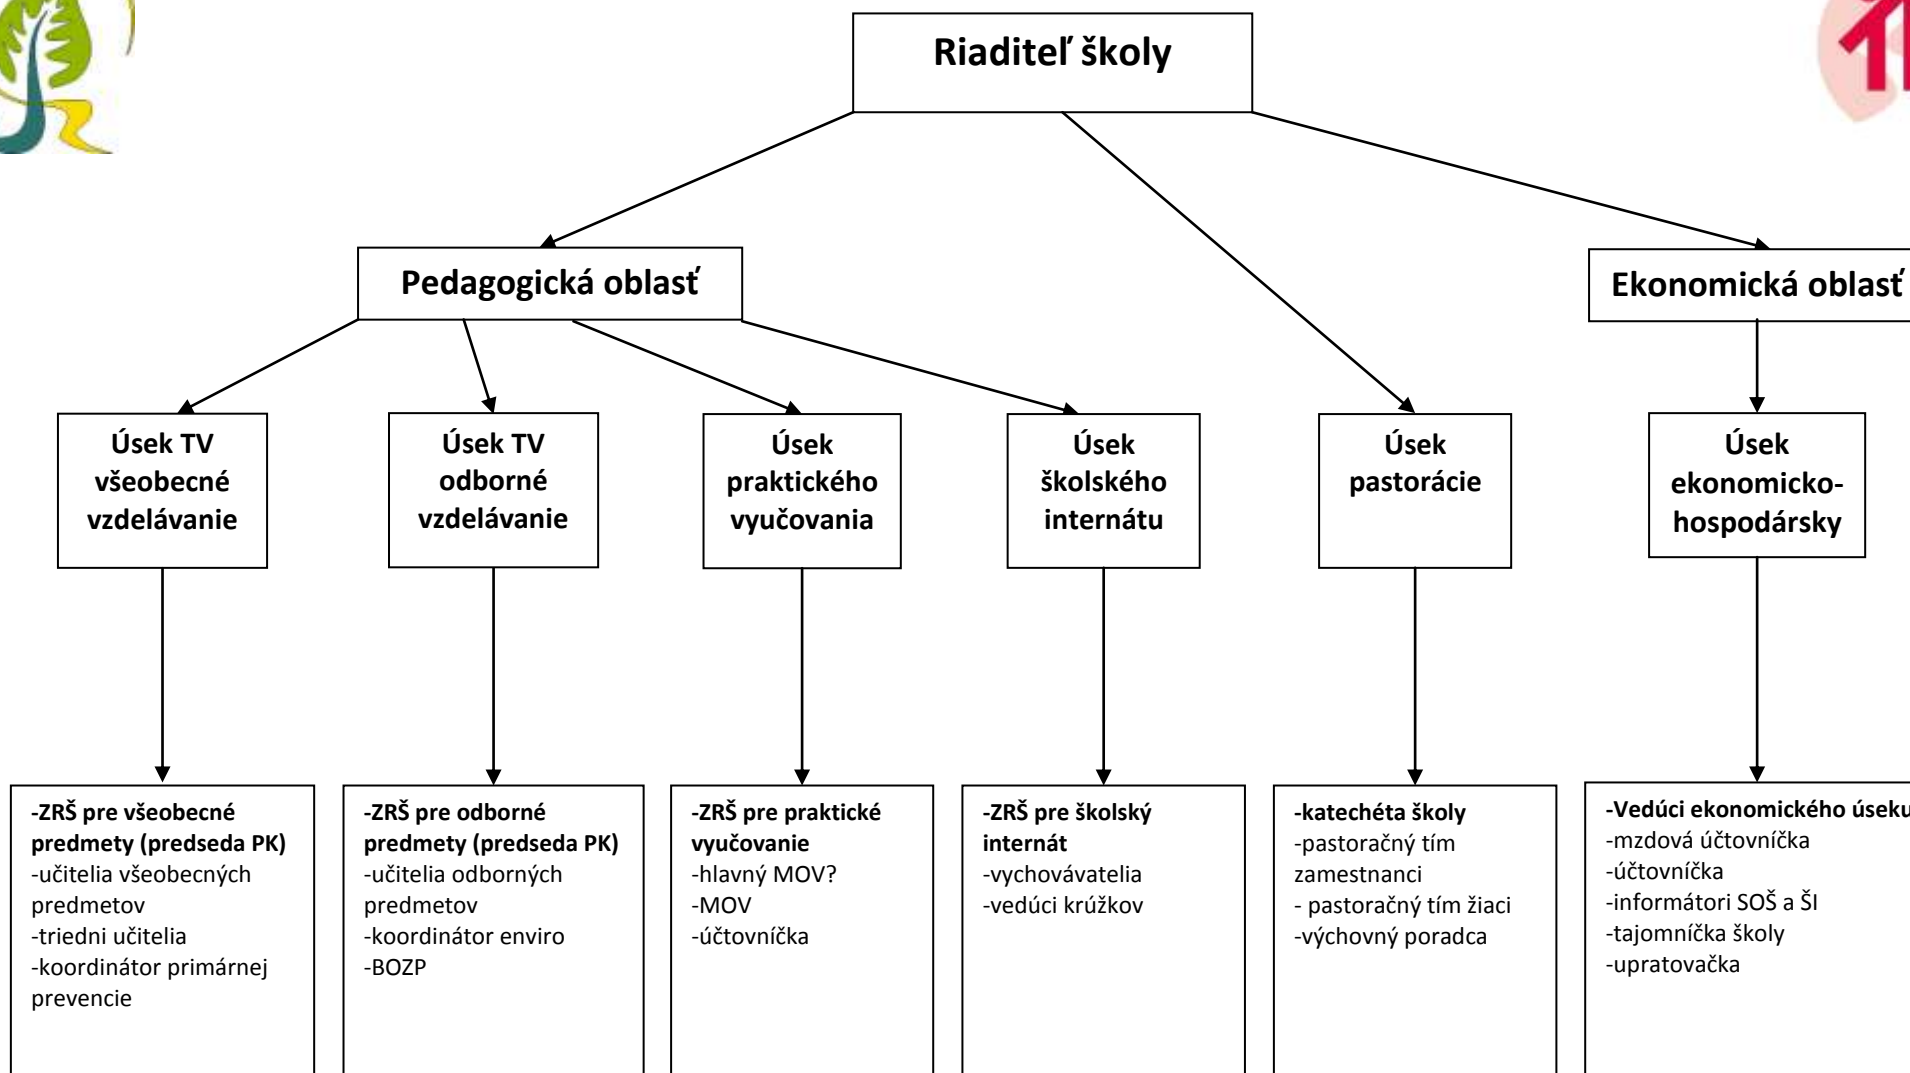 Riaditeľ školy
Pedagogická oblasť
Ekonomická oblasť
Úsek TV
všeobecné
vzdelávanie
Úsek TV
odborné
vzdelávanie
Úsek
praktického
vyučovania
Úsek
školského
internátu
Úsek
pastorácie
Úsek
ekonomicko-
hospodársky
-ZRŠ pre všeobecné
predmety (predseda PK)
-učitelia všeobecných
predmetov
-triedni učitelia
-koordinátor primárnej
prevencie
-ZRŠ pre odborné
predmety (predseda PK)
-učitelia odborných
predmetov
-koordinátor enviro
-BOZP
-ZRŠ pre praktické
vyučovanie
-hlavný MOV?
-MOV
-účtovníčka
-ZRŠ pre školský
internát
-vychovávatelia
-vedúci krúžkov
-katechéta školy
-pastoračný tím
zamestnanci
- pastoračný tím žiaci
-výchovný poradca
-Vedúci ekonomického úseku
-mzdová účtovníčka
-účtovníčka
-informátori SOŠ a ŠI
-tajomníčka školy
-upratovačka